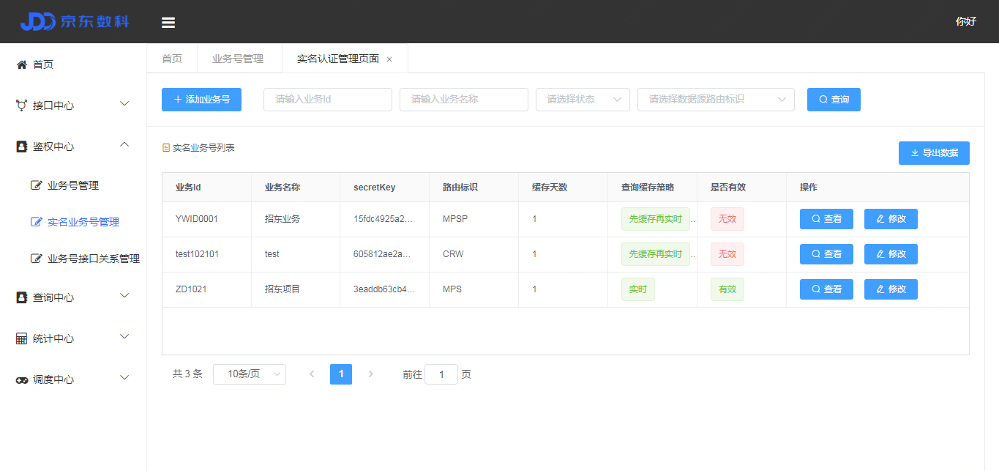 JDD 京东数科
你好
首页
接口中心
鉴权中心
业务号管理
实名业务号管理
业务号接口关系管理
查询中心
统计中心
调度中心
首页 业务号管理 实名认证管理页面 ×
+ 添加业务号 请输入业务Id 请输入业务名称 请选择状态 请选择数据源路由标识 查询
实名业务号列表
导出数据
业务Id 业务名称 secretKey 路由标识 缓存天数 查询缓存策略 是否有效 操作
YWID0001 招东业务 15fdc4925a2... MPSP 1 先缓存再实时 .. 无效 查看 修改
test102101 test 605812ae2a... CRW 1 先缓存再实时 .. 无效 查看 修改
ZD1021 招东项目 3eaddb63cb4... MPS 1 实时 有效 查看 修改
共 3 条 10条/页 < 1 > 前往 1 页